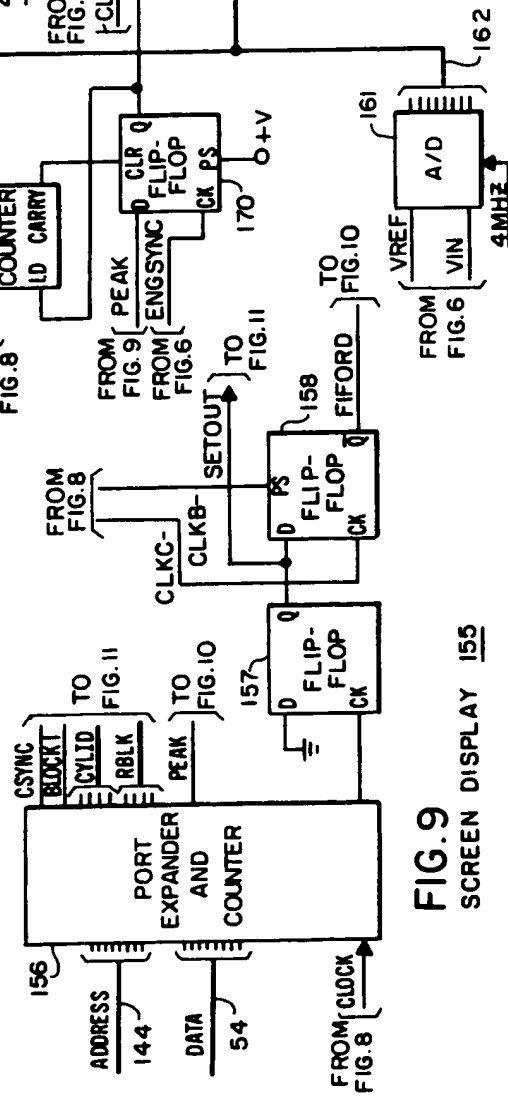 FRO
FIG.
CL
COUNTER
LD CARRY
FIG.8
Q
CLR
D
FLIP-
FLOP
CK PS
170
+V
PEAK
ENGSYNC
FROM
FIG.9
FROM
FIG.6
162
161
A/D
VREF
VIN
FROM
FIG.6
4MHZ
FROM
FIG.8
CLKC-
CLKB-
SETOUT
TO
FIG.11
158
PS
D
FLIP-
FLOP
CK
Q
FIFORD
TO
FIG.10
157
D
Q
FLIP-
FLOP
CK
CSYNC
BLOCK1
CYLID
RBLK
TO
FIG.11
PEAK
TO
FIG.10
156
PORT
EXPANDER
AND
COUNTER
ADDRESS
144
DATA
54
FROM
FIG.8
CLOCK
FIG.9
SCREEN DISPLAY 155